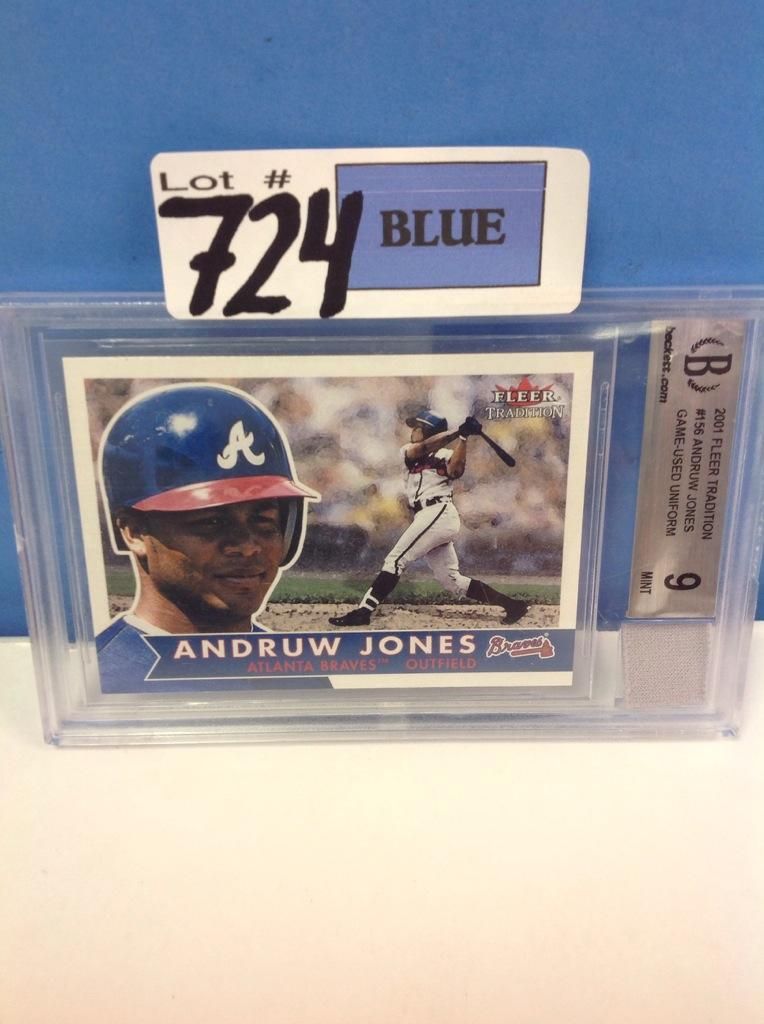 Lot #
724
BLUE
FLEER
TRADITION
A
ANDRUW JONES
ATLANTA BRAVES™ OUTFIELD
Braves
B
beckett.com
2001 FLEER TRADITION
#156 ANDRUW JONES
GAME-USED UNIFORM
9
MINT